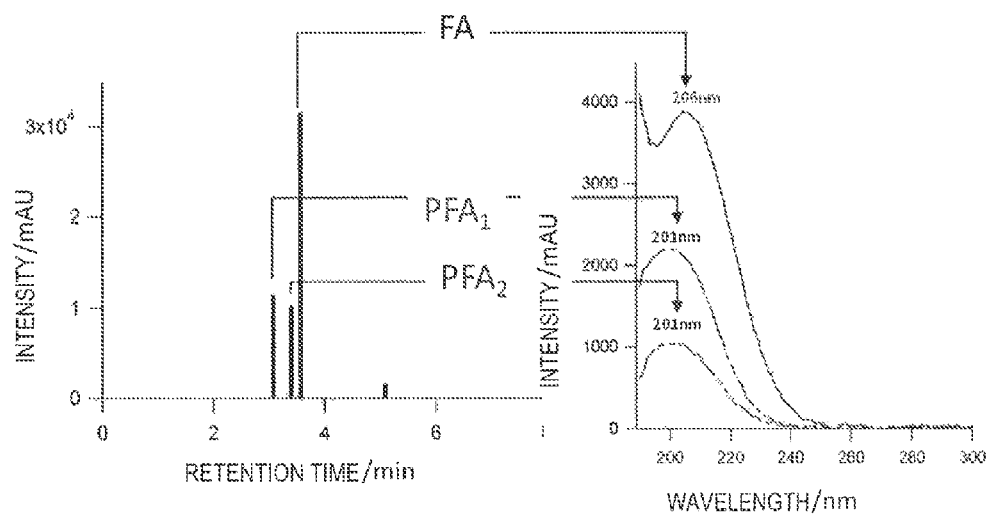 FA
PFA₁
PFA₂
INTENSITY/mAU
3x10⁴
2
1
0
0
2
4
6
RETENTION TIME/min
INTENSITY/mAU
4000
3000
2000
1000
0
206nm
201nm
201nm
200
220
240
260
280
300
WAVELENGTH/nm